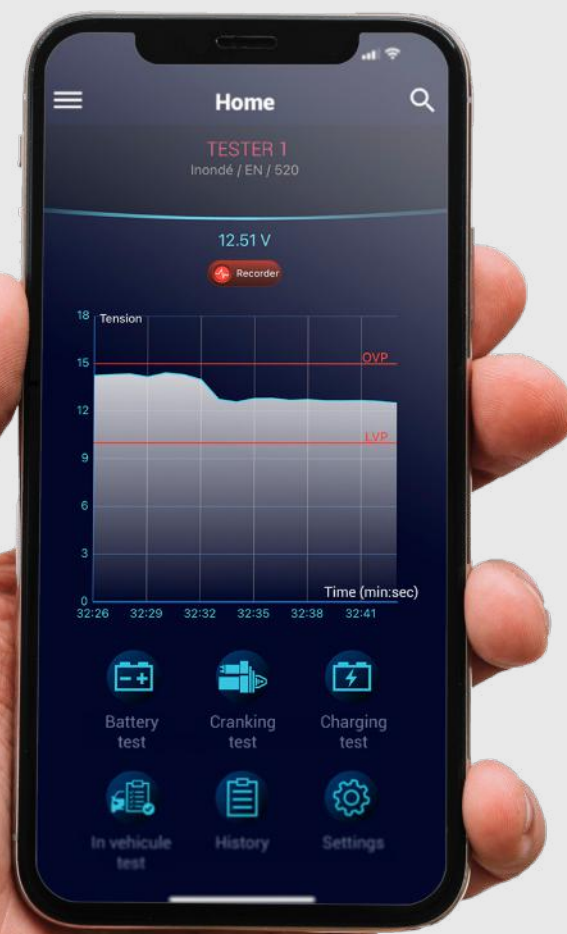 Home
TESTER 1
Inondé / EN / 520
12.51 V
Recorder
18
Tension
15
OVP
12
LVP
9
6
3
0
Time (min:sec)
32:26 32:29 32:32 32:35 32:38 32:41
Battery
test
Cranking
test
Charging
test
In vehicule
test
History
Settings